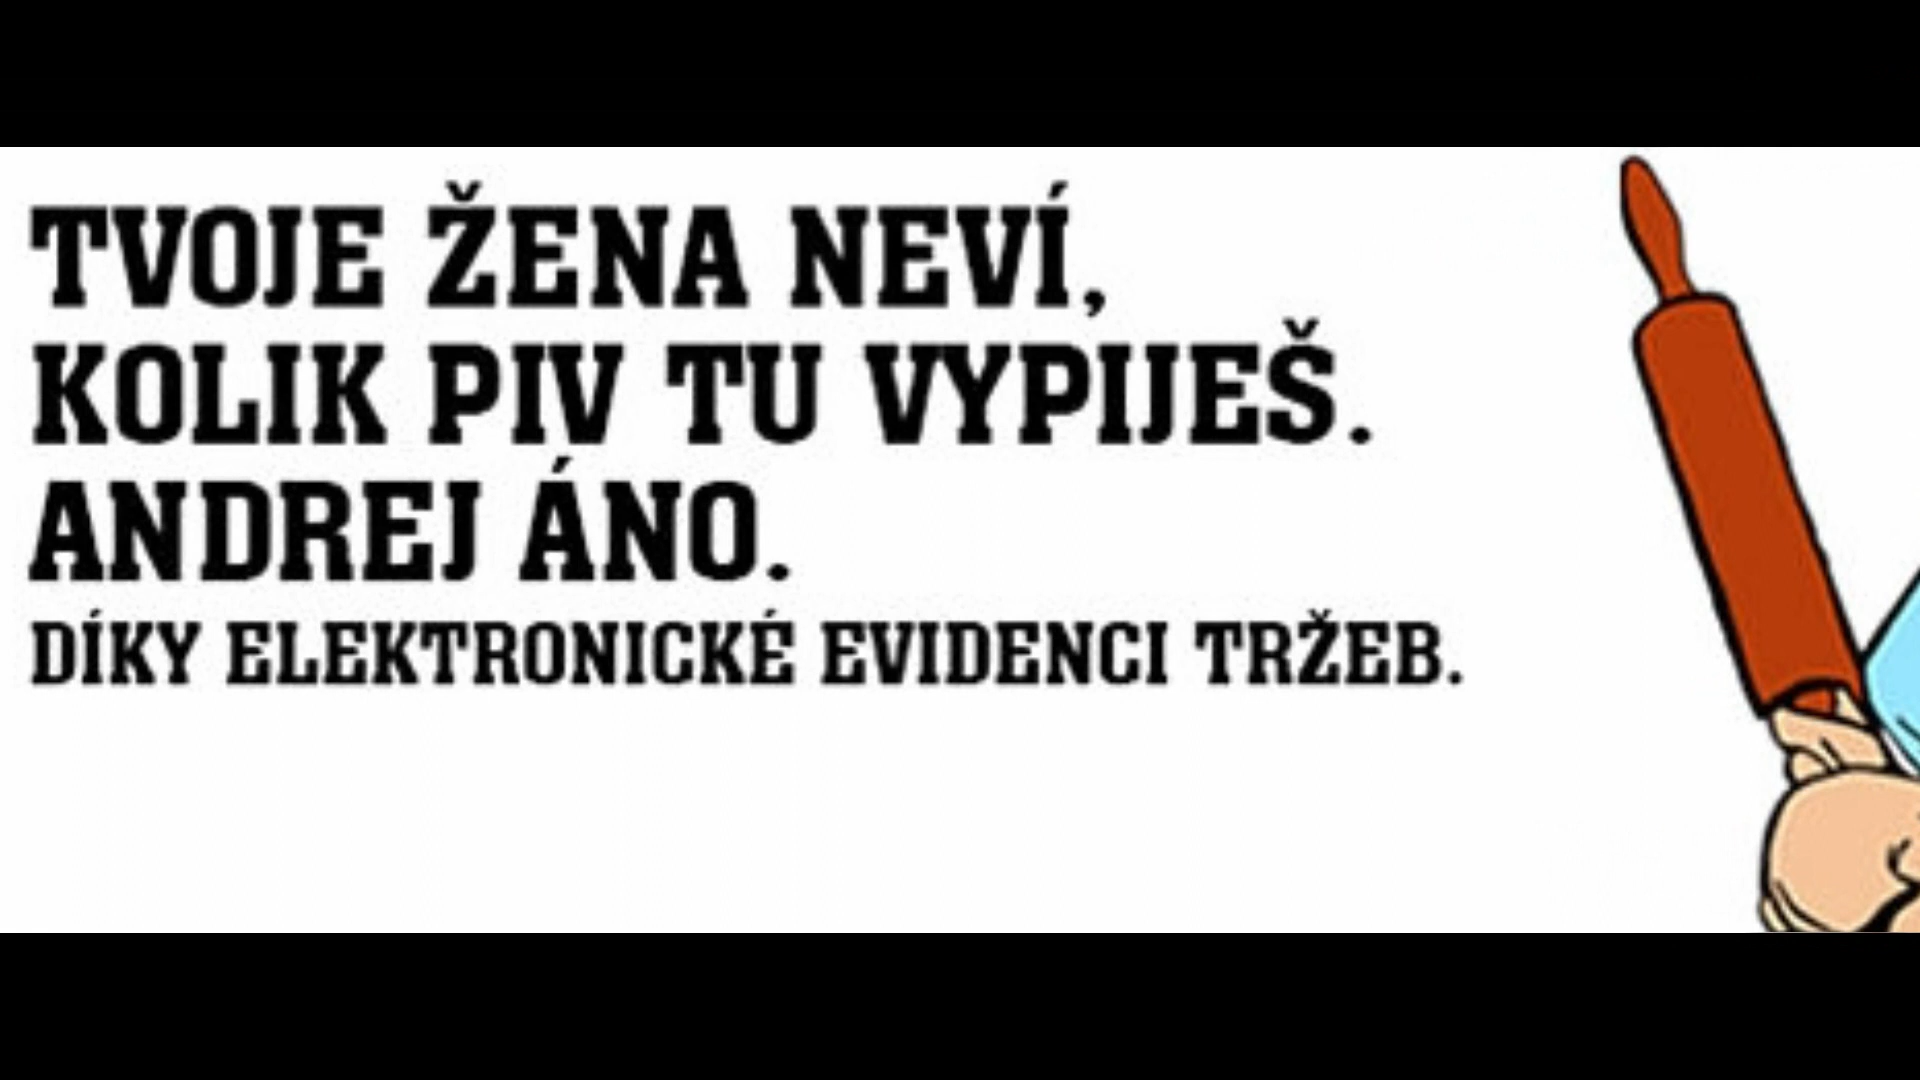 TVOJE ŽENA NEVÍ,
KOLIK PIV TU VYPIJEŠ.
ANDREJ ÁNO.
DÍKY ELEKTRONICKÉ EVIDENCI TRŽEB.